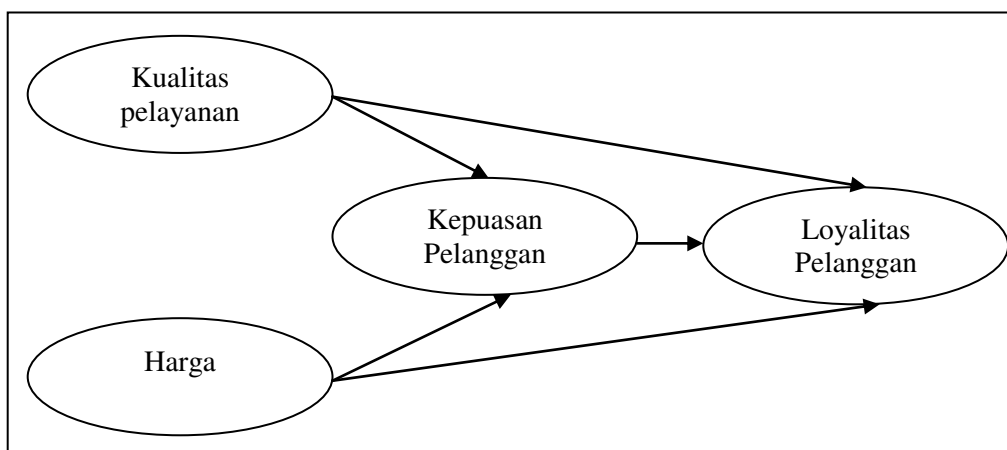 Kualitas
pelayanan
Kepuasan
Pelanggan
Loyalitas
Pelanggan
Harga